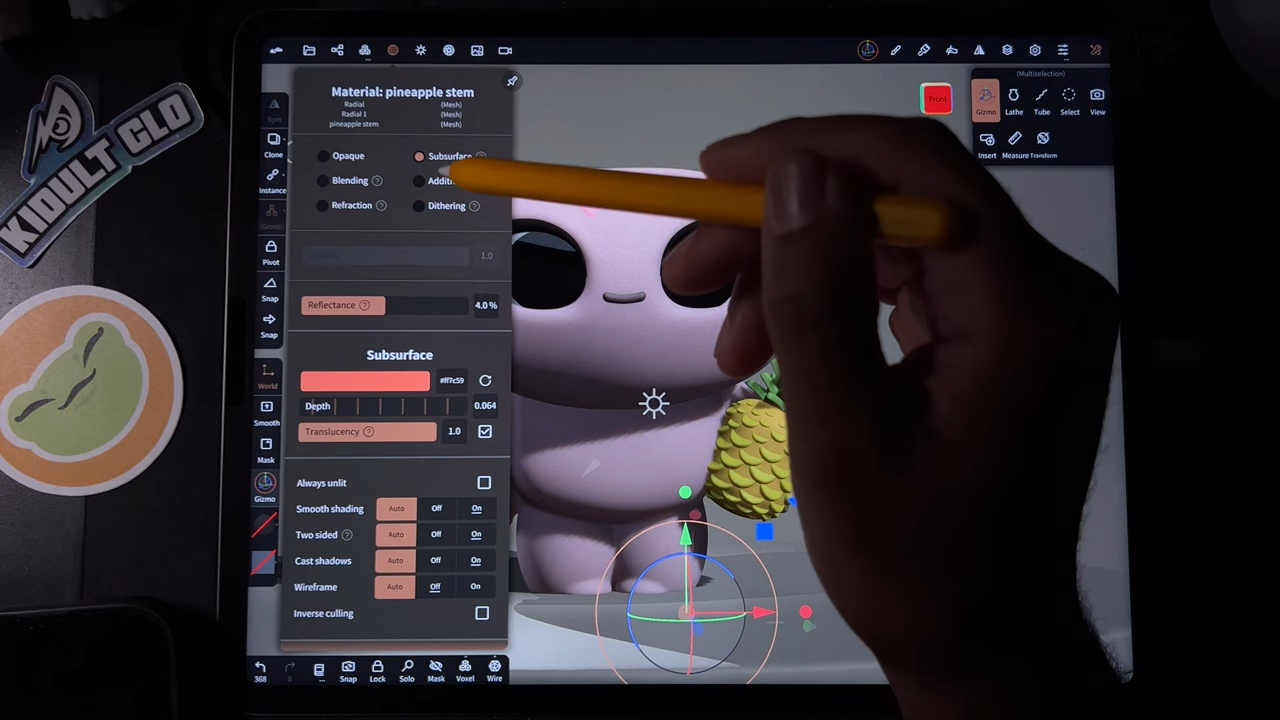 KIDULT CLO
Material: pineapple stem
Radial (Mesh)
Radial 1 (Mesh)
pineapple stem (Mesh)
Opaque
Subsurface
Blending
Refraction
Dithering
1.0
Reflectance 4.0 %
Subsurface
#ff7c59
Depth 0.064
Translucency 1.0
Always unlit
Smooth shading Auto Off On
Two sided Auto Off On
Cast shadows Auto Off On
Wireframe Auto Off On
Inverse culling
Sym
Clone
Instance
(Group)
Pivot
Snap
Snap
World
Smooth
Mask
Gizmo
368
0
Snap
Lock
Solo
Mask
Voxel
Wire
Front
(Multiselection)
Gizmo
Lathe
Tube
Select
View
Insert
Measure
Transform